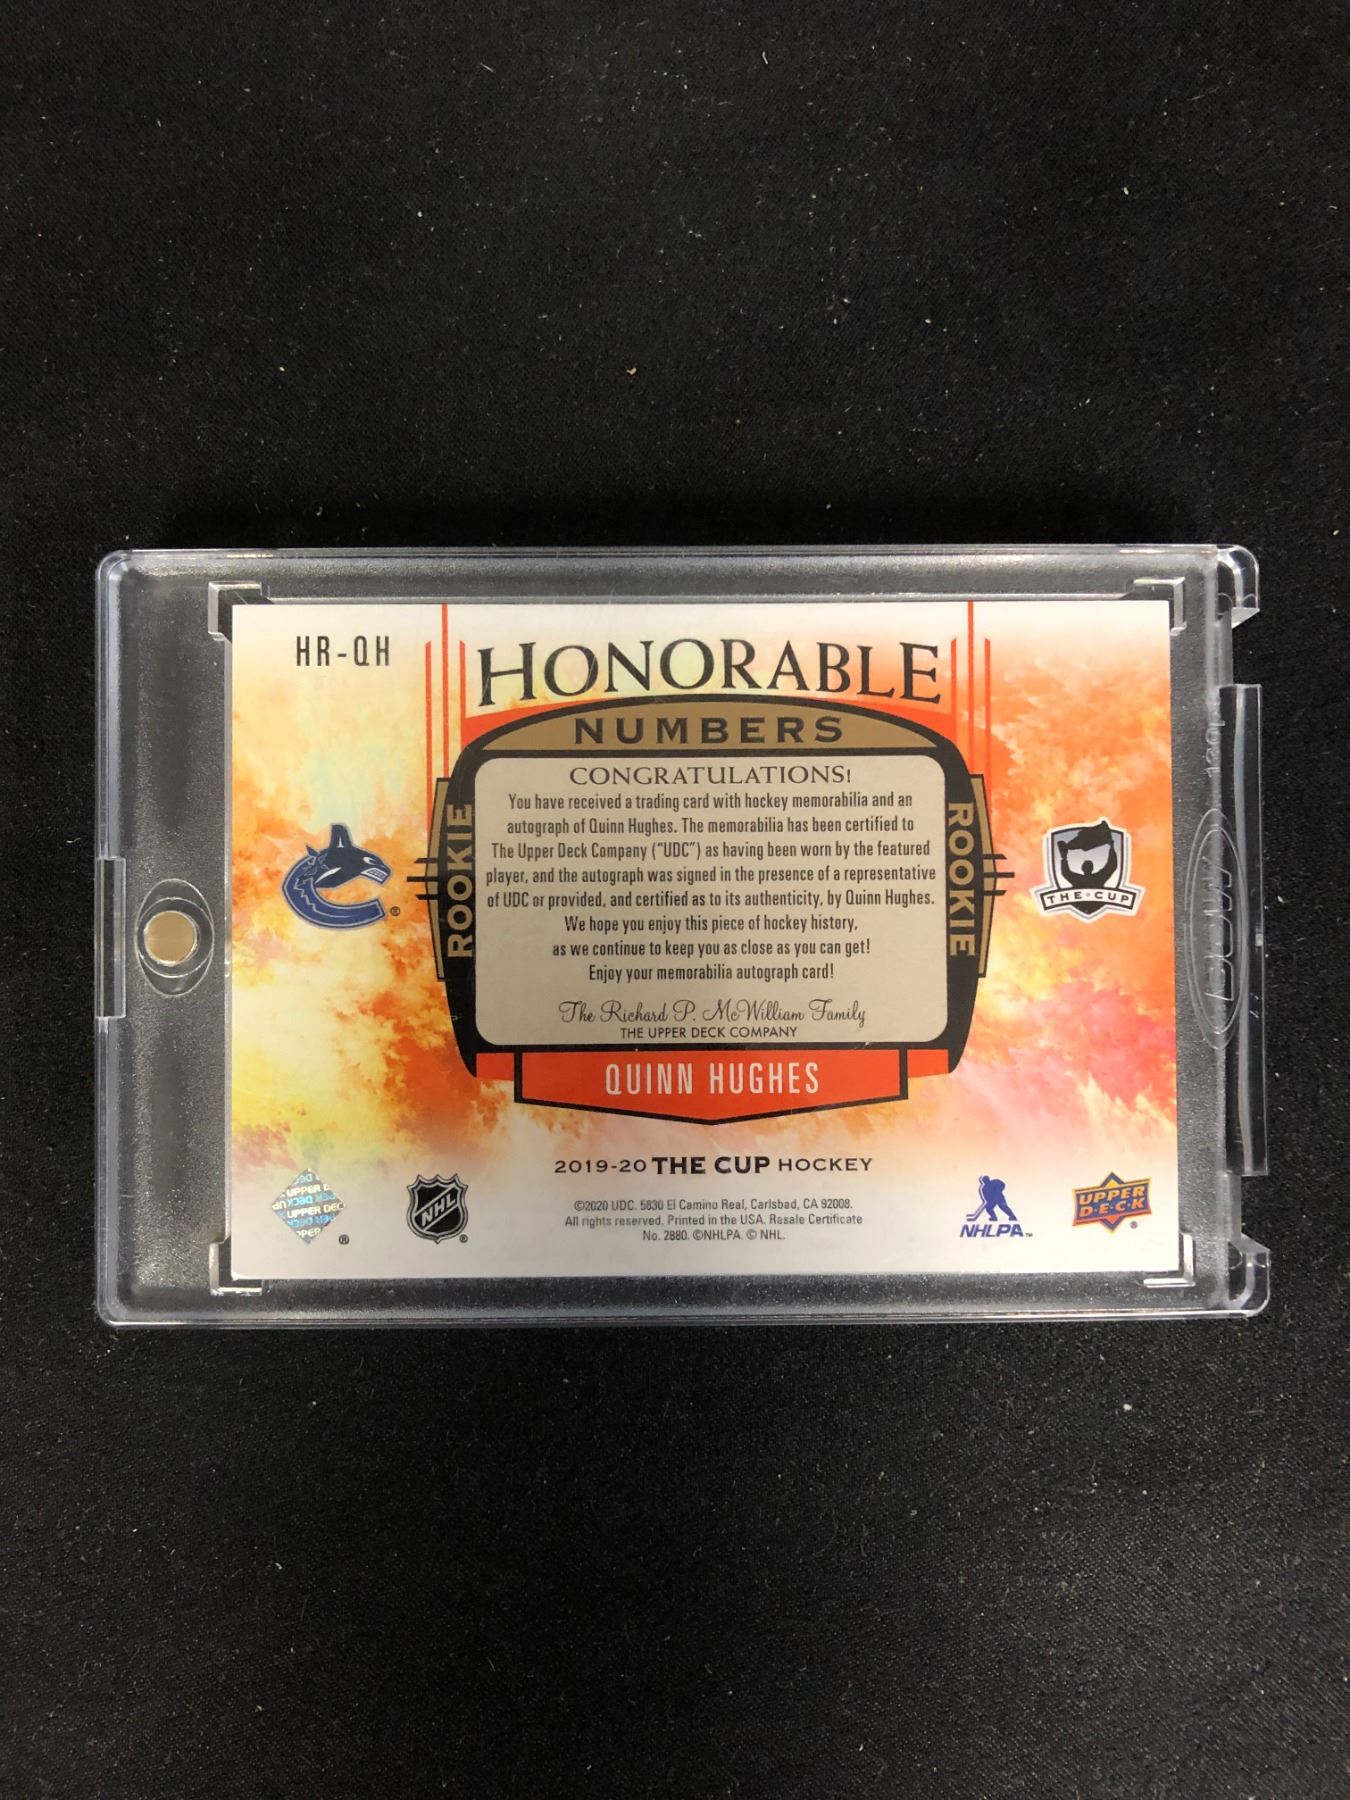 HR-QH
HONORABLE
NUMBERS
ROOKIE
ROOKIE
CONGRATULATIONS!
You have received a trading card with hockey memorabilia and an
autograph of Quinn Hughes. The memorabilia has been certified to
The Upper Deck Company ("UDC") as having been worn by the featured
player, and the autograph was signed in the presence of a representative
of UDC or provided, and certified as to its authenticity, by Quinn Hughes.
We hope you enjoy this piece of hockey history,
as we continue to keep you as close as you can get!
Enjoy your memorabilia autograph card!
The Richard P. McWilliam Family
THE UPPER DECK COMPANY
THE CUP
QUINN HUGHES
2019-20 THE CUP HOCKEY
©2020 UDC. 5830 El Camino Real, Carlsbad, CA 92008.
All rights reserved. Printed in the USA. Resale Certificate
No. 2880. ©NHLPA. © NHL.
NHL
NHLPA™
UPPER
D·E·C·K